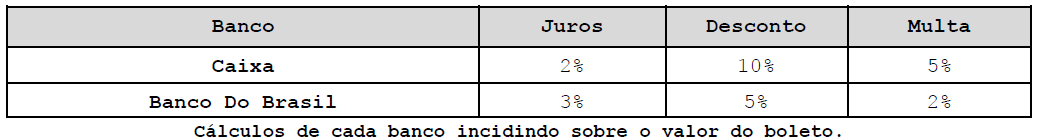 Banco Juros Desconto Multa
Caixa 2% 10% 5%
Banco Do Brasil 3% 5% 2%
Cálculos de cada banco incidindo sobre o valor do boleto.